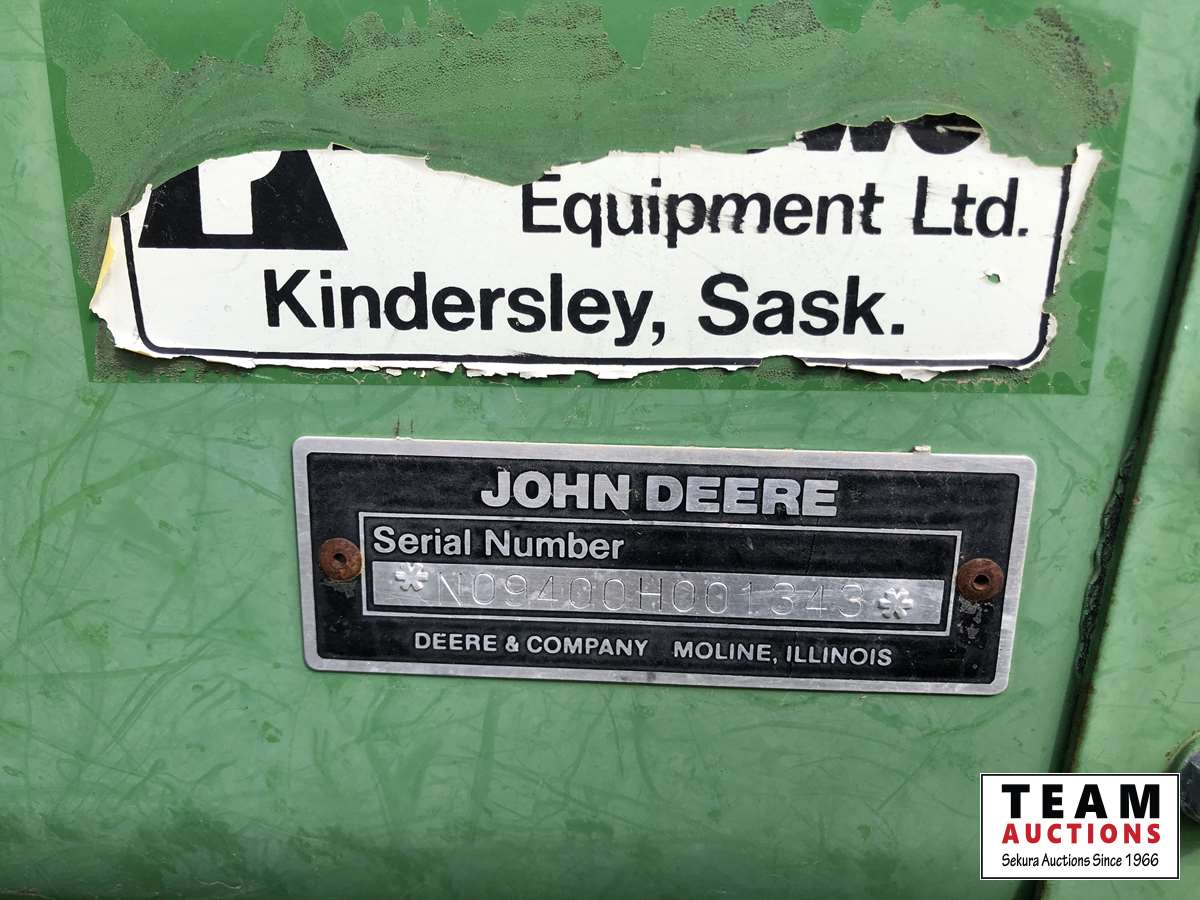 Equipment Ltd.
Kindersley, Sask.
JOHN DEERE
Serial Number
*N09400H001343*
DEERE & COMPANY MOLINE, ILLINOIS
TEAM
AUCTIONS
Sekura Auctions Since 1966